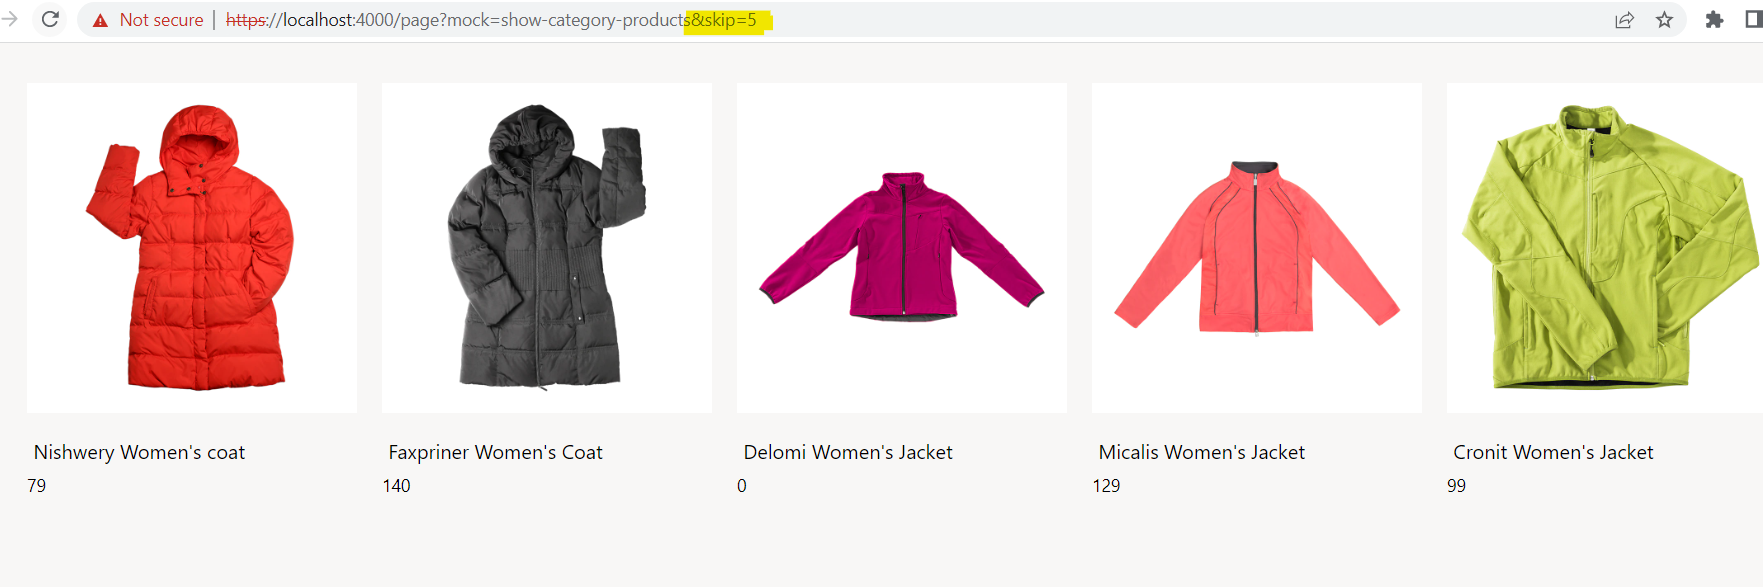 Not secure | https://localhost:4000/page?mock=show-category-products&skip=5
Nishwery Women's coat
79
Faxpriner Women's Coat
140
Delomi Women's Jacket
0
Micalis Women's Jacket
129
Cronit Women's Jacket
99